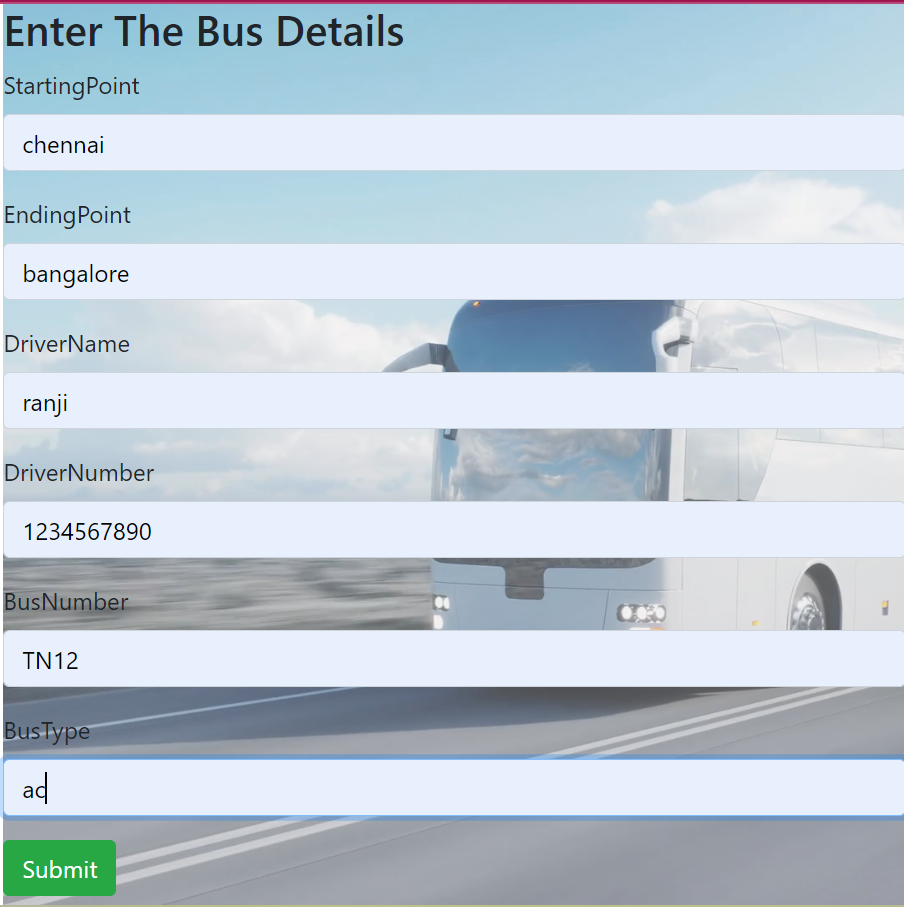 Enter The Bus Details
StartingPoint
chennai
EndingPoint
bangalore
DriverName
ranji
DriverNumber
1234567890
BusNumber
TN12
BusType
ac
Submit